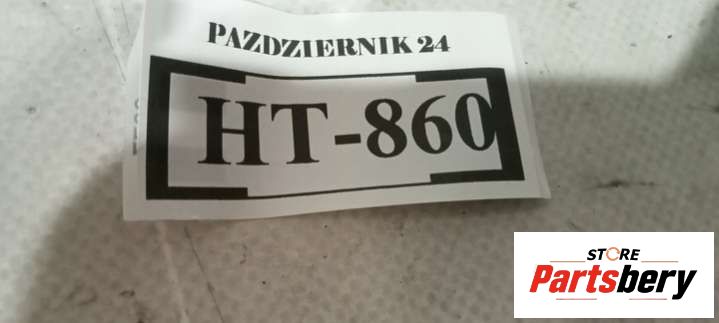 PAZDZIERNIK 24
HT-860
STORE
Partsbery